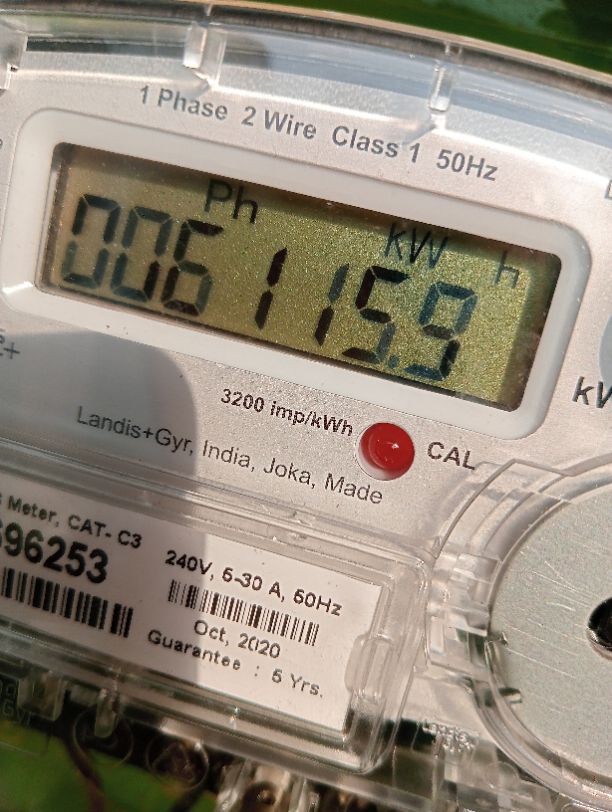 1 Phase 2 Wire Class 1 50Hz
Ph
kW h
006115.9
3200 imp/kWh
CAL
Landis+Gyr, India, Joka, Made
Meter, CAT- C3
96253
240V, 5-30 A, 50Hz
Oct, 2020
Guarantee : 5 Yrs.